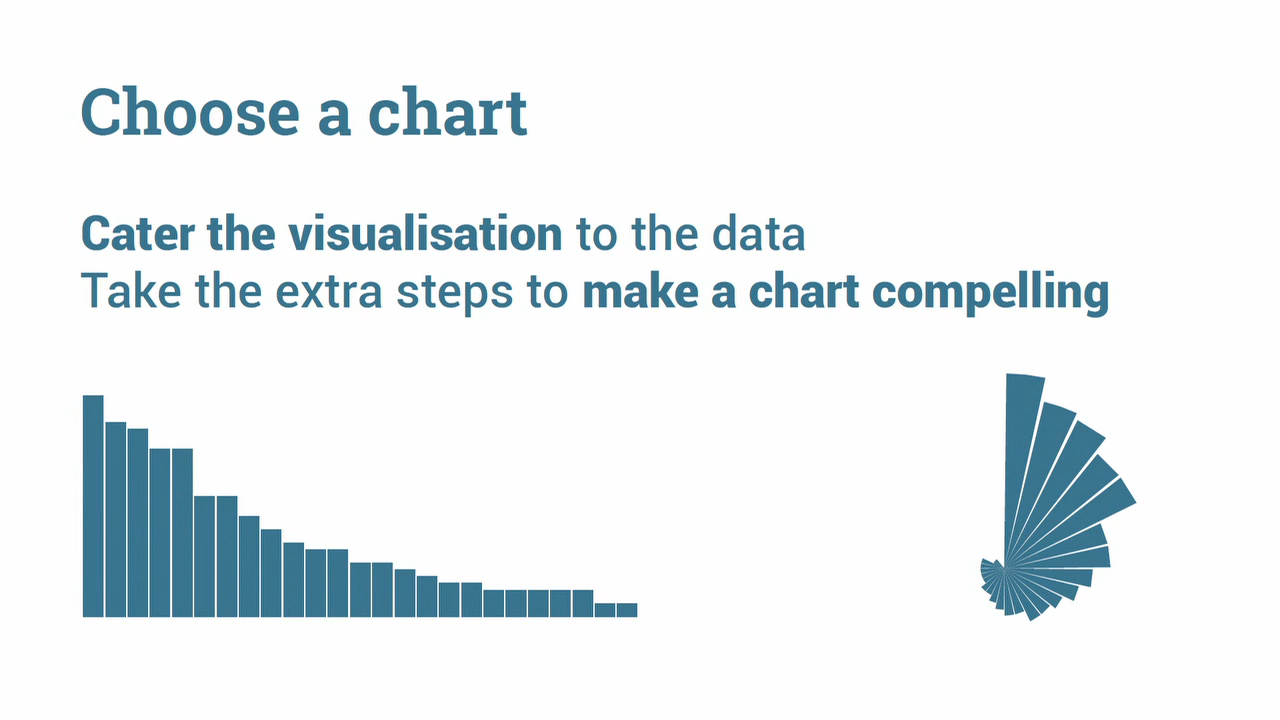 Choose a chart
Cater the visualisation to the data
Take the extra steps to make a chart compelling